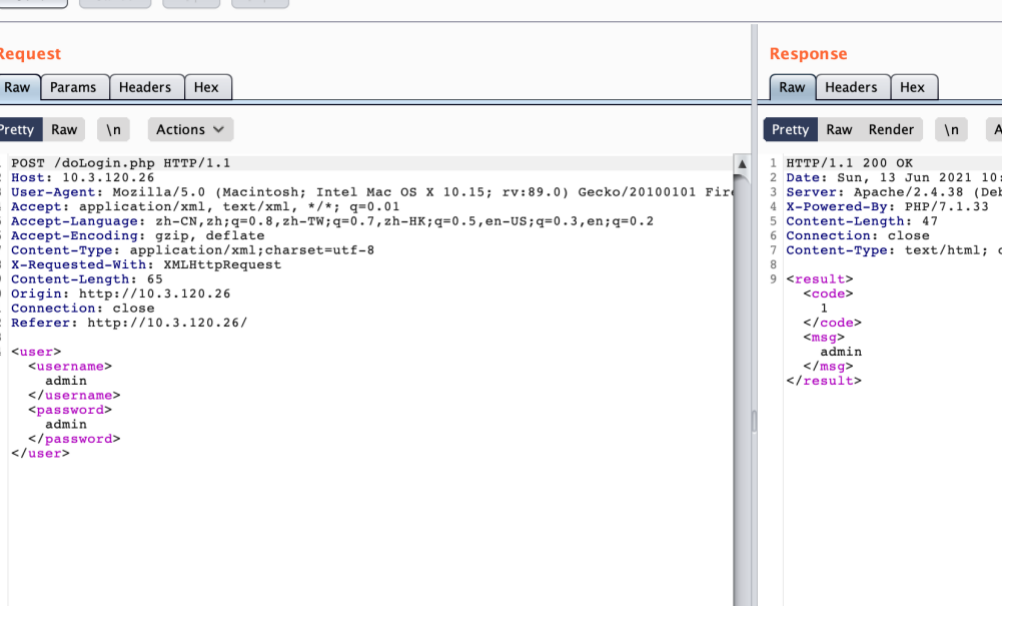 Request
Response
Raw Params Headers Hex
Raw Headers Hex
Pretty Raw \n Actions
Pretty Raw Render \n
POST /doLogin.php HTTP/1.1
Host: 10.3.120.26
User-Agent: Mozilla/5.0 (Macintosh; Intel Mac OS X 10.15; rv:89.0) Gecko/20100101
Accept: application/xml, text/xml, */*; q=0.01
Accept-Language: zh-CN,zh;q=0.8,zh-TW;q=0.7,zh-HK;q=0.5,en-US;q=0.3,en;q=0.2
Accept-Encoding: gzip, deflate
Content-Type: application/xml;charset=utf-8
X-Requested-With: XMLHttpRequest
Content-Length: 65
Origin: http://10.3.120.26
Connection: close
Referer: http://10.3.120.26/
<user>
<username>
admin
</username>
<password>
admin
</password>
</user>
1 HTTP/1.1 200 OK
2 Date: Sun, 13 Jun 2021 10:
3 Server: Apache/2.4.38 (Deb
4 X-Powered-By: PHP/7.1.33
5 Content-Length: 47
6 Connection: close
7 Content-Type: text/html;
8
9 <result>
<code>
1
</code>
<msg>
admin
</msg>
</result>